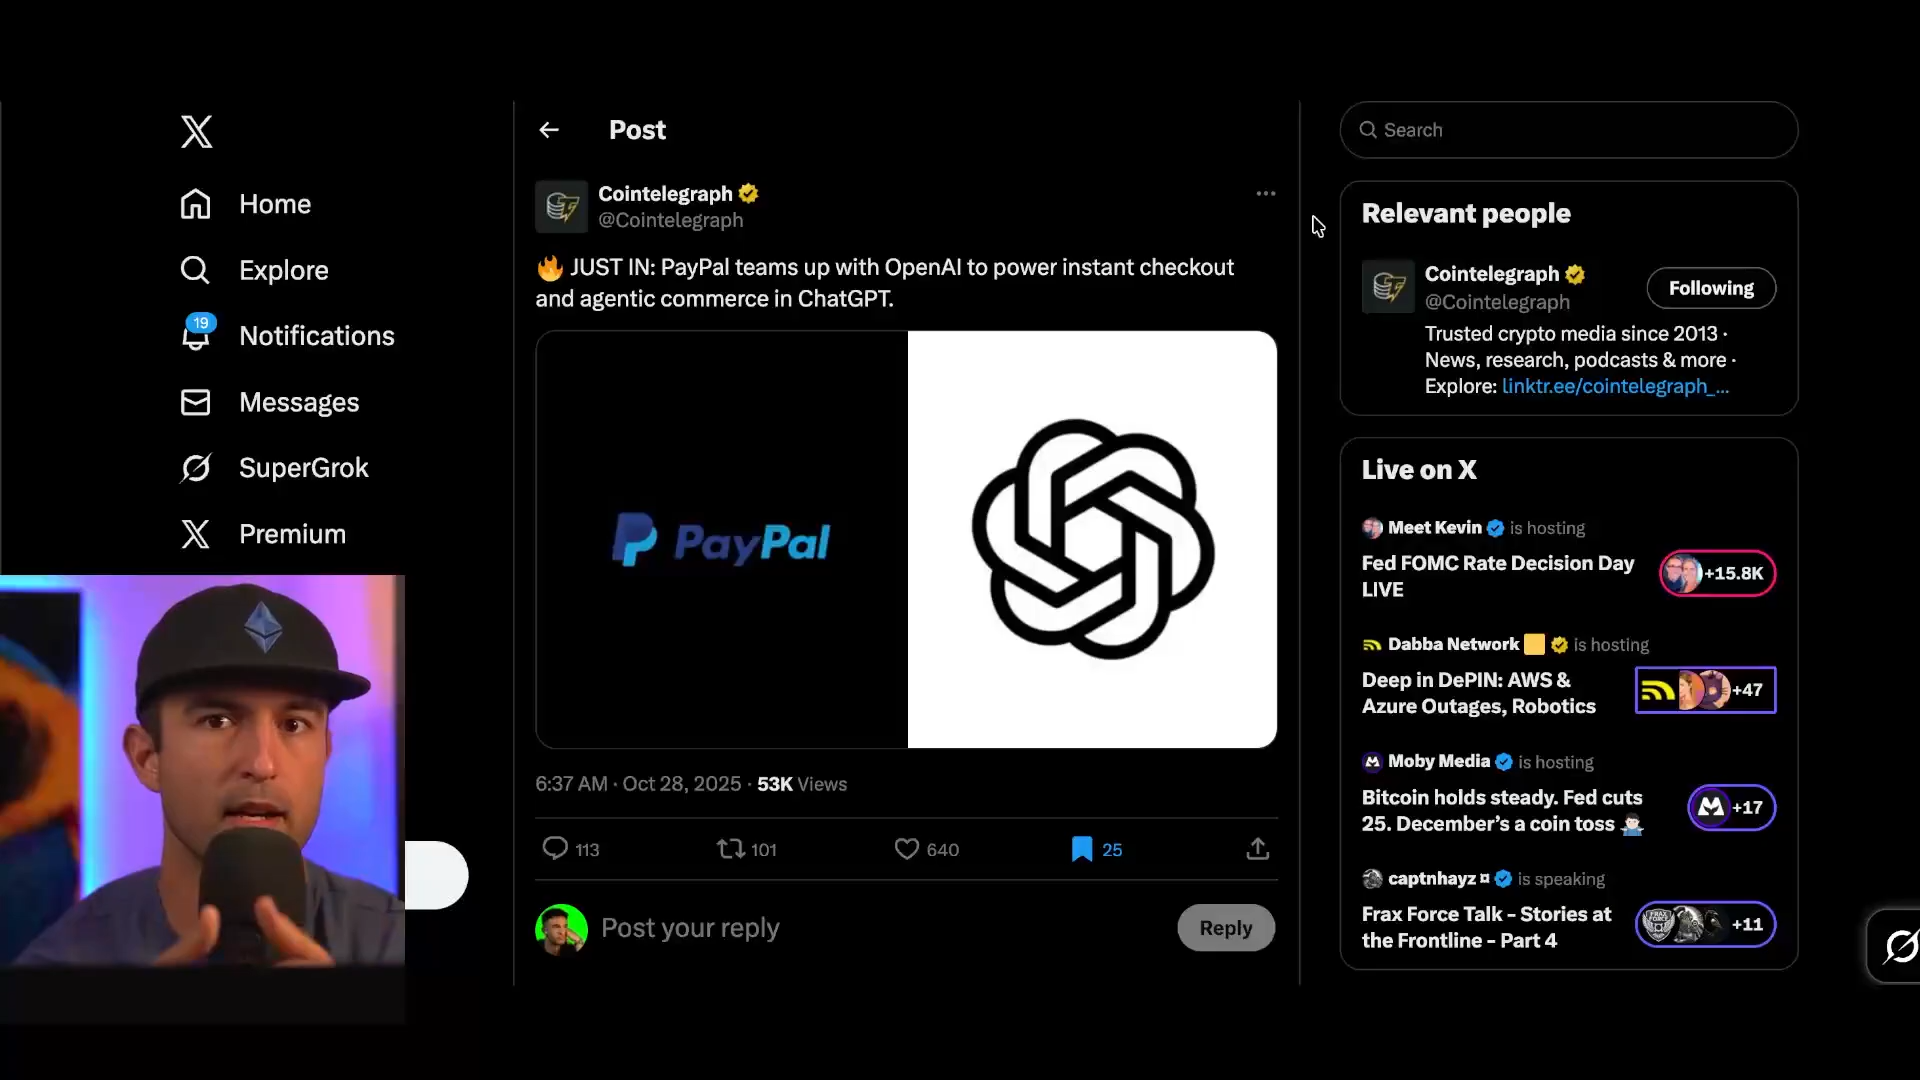 Home
Explore
19
Notifications
Messages
SuperGrok
Premium
Post
Cointelegraph
@Cointelegraph
JUST IN: PayPal teams up with OpenAI to power instant checkout
and agentic commerce in ChatGPT.
PayPal
6:37 AM · Oct 28, 2025 · 53K Views
113
101
640
25
Post your reply
Reply
Search
Relevant people
Cointelegraph
@Cointelegraph
Following
Trusted crypto media since 2013 ·
News, research, podcasts & more ·
Explore: linktr.ee/cointelegraph_...
Live on X
Meet Kevin is hosting
Fed FOMC Rate Decision Day
LIVE
+15.8K
Dabba Network is hosting
Deep in DePIN: AWS &
Azure Outages, Robotics
+47
Moby Media is hosting
Bitcoin holds steady. Fed cuts
25. December’s a coin toss
+17
captnhayz ¤ is speaking
Frax Force Talk - Stories at
the Frontline - Part 4
+11